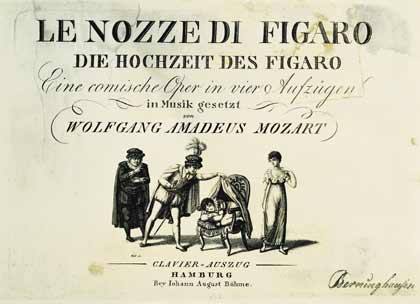 LE NOZZE DI FIGARO
DIE HOCHZEIT DES FIGARO
Eine comische Oper in vier Aufzügen
in Musik gesetzt
von
WOLFGANG AMADEUS MOZART
CLAVIER-AUSZUG
HAMBURG
Bey Johann August Böhme.